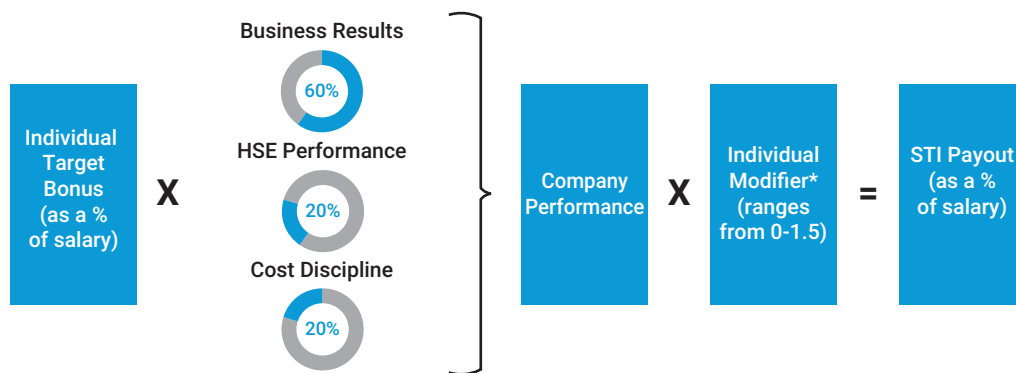 Individual
Target
Bonus
(as a %
of salary)
X
Business Results
60%
HSE Performance
20%
Cost Discipline
20%
Company
Performance
X
Individual
Modifier*
(ranges
from 0-1.5)
=
STI Payout
(as a %
of salary)